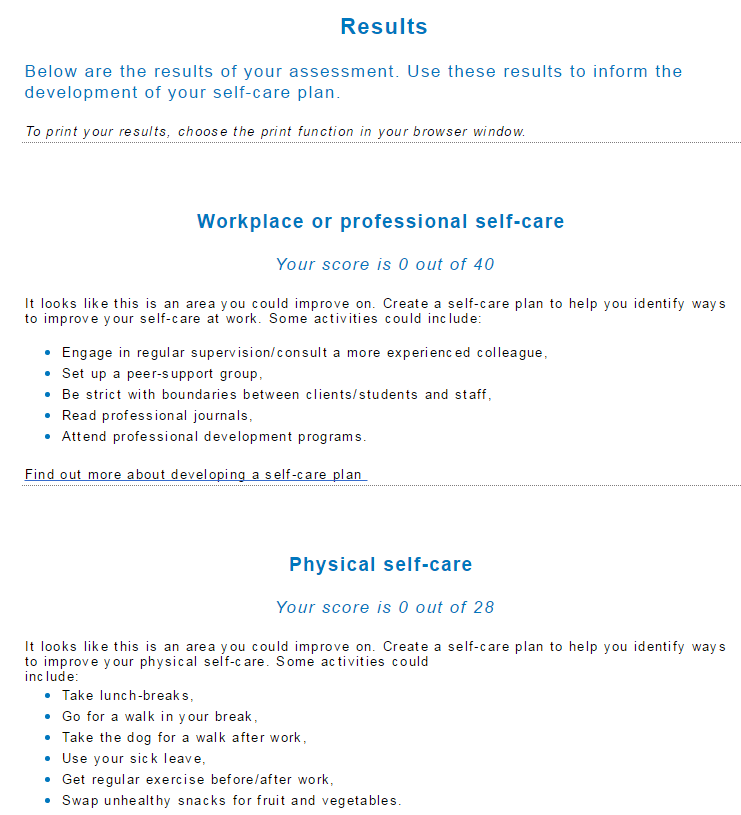 Results
Below are the results of your assessment. Use these results to inform the
development of your self-care plan.
To print your results, choose the print function in your browser window.
Workplace or professional self-care
Your score is 0 out of 40
It looks like this is an area you could improve on. Create a self-care plan to help you identify ways
to improve your self-care at work. Some activities could include:
• Engage in regular supervision/consult a more experienced colleague,
• Set up a peer-support group,
• Be strict with boundaries between clients/students and staff,
• Read professional journals,
• Attend professional development programs.
Find out more about developing a self-care plan
Physical self-care
Your score is 0 out of 28
It looks like this is an area you could improve on. Create a self-care plan to help you identify ways
to improve your physical self-care. Some activities could
include:
• Take lunch-breaks,
• Go for a walk in your break,
• Take the dog for a walk after work,
• Use your sick leave,
• Get regular exercise before/after work,
• Swap unhealthy snacks for fruit and vegetables.